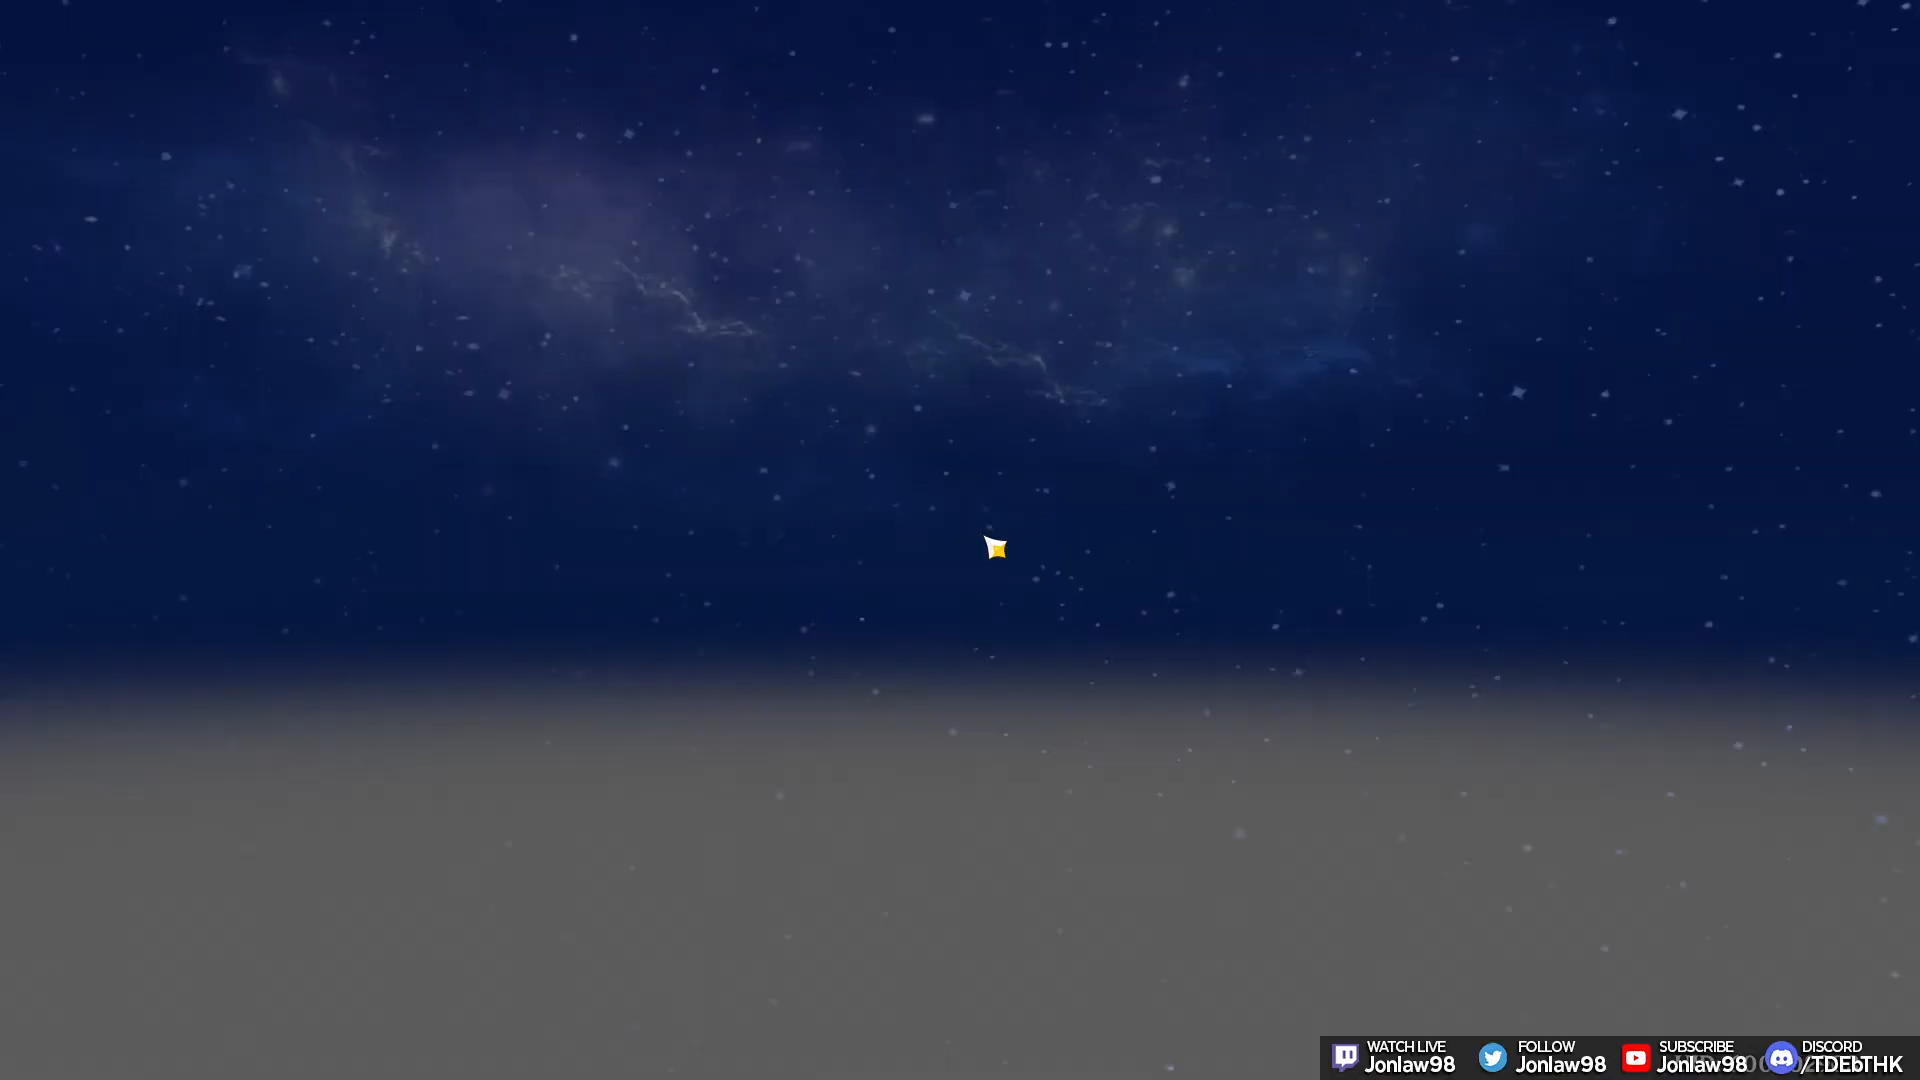 WATCH LIVE
Jonlaw98
FOLLOW
Jonlaw98
SUBSCRIBE
Jonlaw98
DISCORD
/TDEbTHK